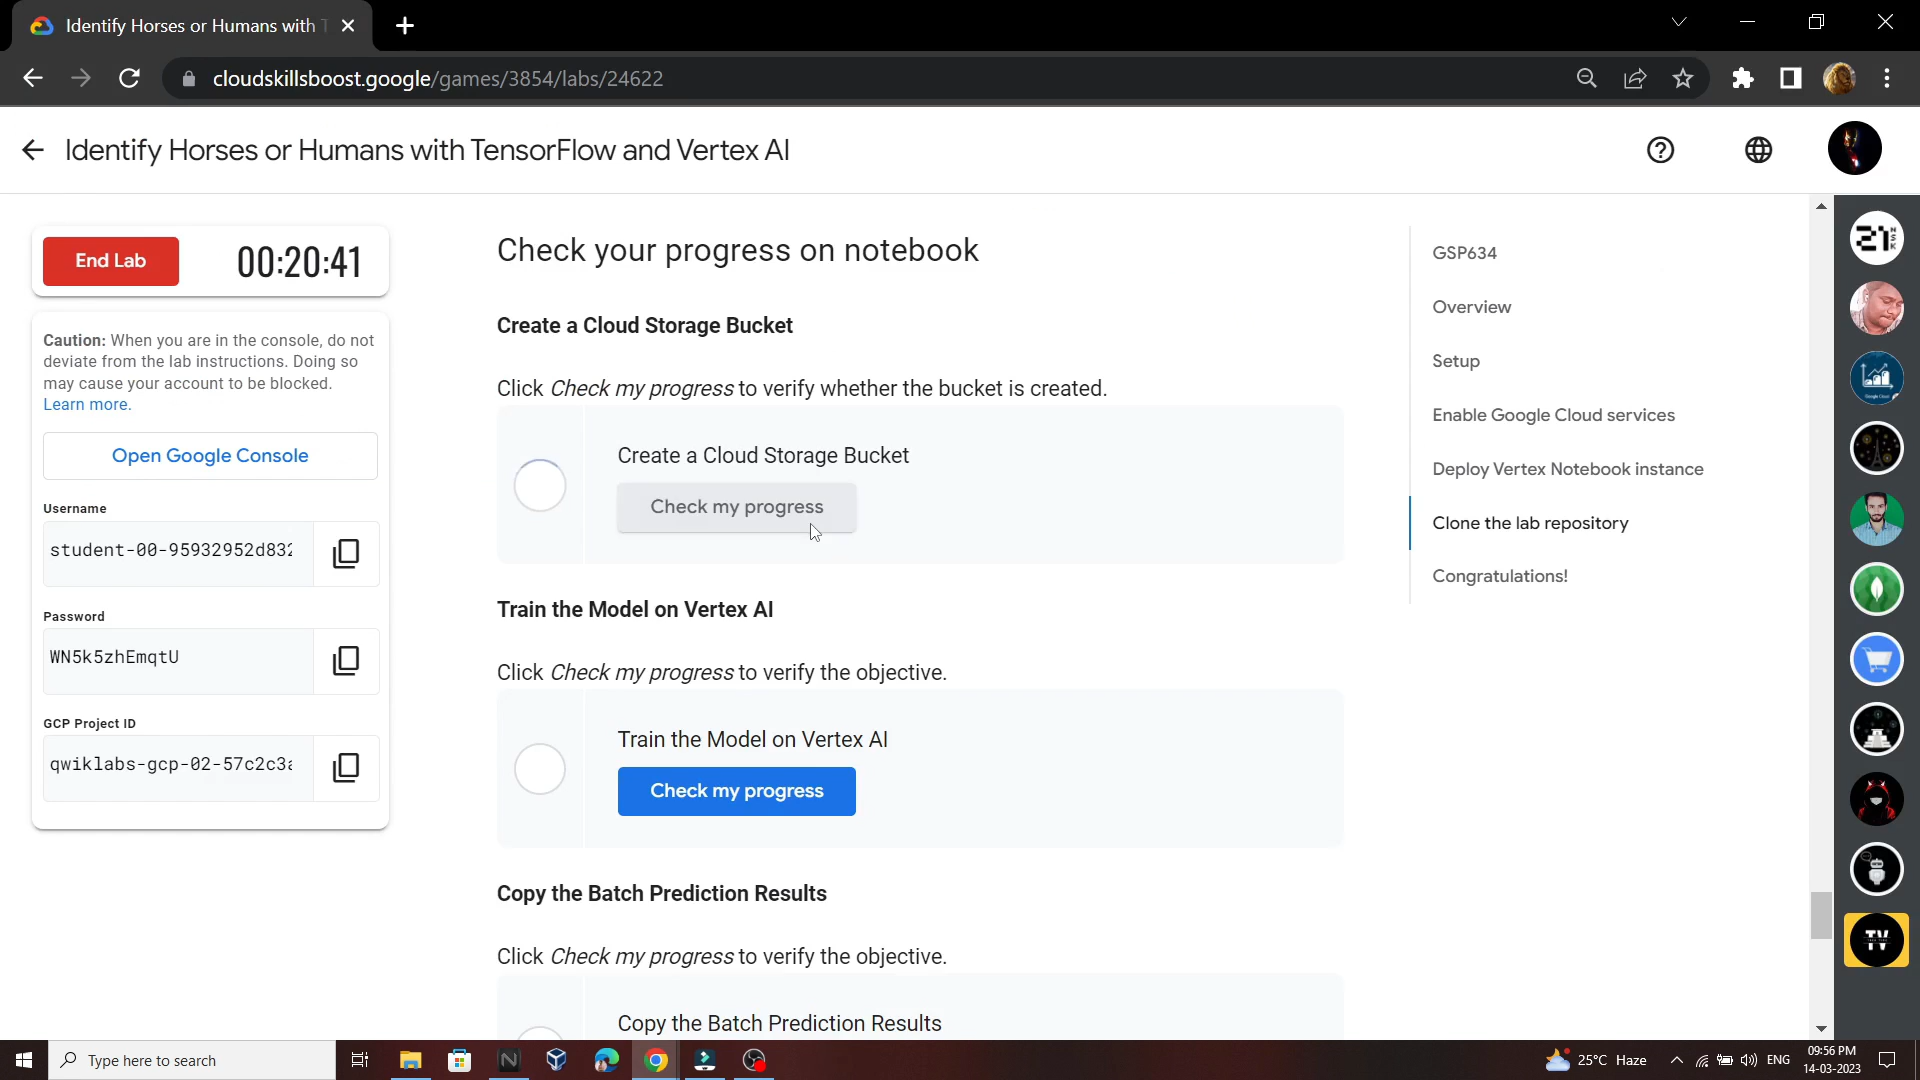 Identify Horses or Humans with
cloudskillsboost.google/games/3854/labs/24622
Identify Horses or Humans with TensorFlow and Vertex AI
End Lab
00:20:41
Caution: When you are in the console, do not
deviate from the lab instructions. Doing so
may cause your account to be blocked.
Learn more.
Open Google Console
Username
student-00-95932952d832
Password
WN5k5zhEmqtU
GCP Project ID
qwiklabs-gcp-02-57c2c3a
Check your progress on notebook
Create a Cloud Storage Bucket
Click Check my progress to verify whether the bucket is created.
Create a Cloud Storage Bucket
Check my progress
Train the Model on Vertex AI
Click Check my progress to verify the objective.
Train the Model on Vertex AI
Check my progress
Copy the Batch Prediction Results
Click Check my progress to verify the objective.
Copy the Batch Prediction Results
GSP634
Overview
Setup
Enable Google Cloud services
Deploy Vertex Notebook instance
Clone the lab repository
Congratulations!
21
NSK
TV
Type here to search
25°C Haze
ENG
09:56 PM
14-03-2023